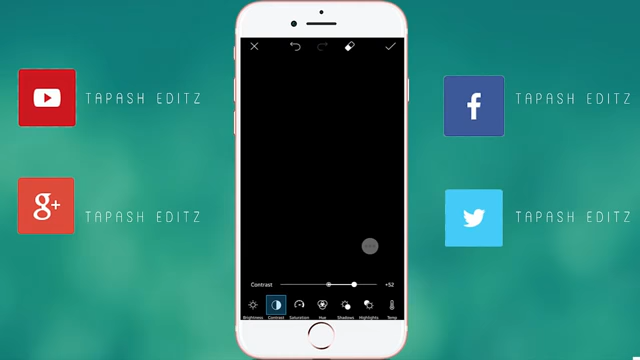 TAPASH EDITZ
TAPASH EDITZ
g+
TAPASH EDITZ
f
TAPASH EDITZ
Contrast +52
Brightness Contrast Saturation Hue Shadows Highlights Temp